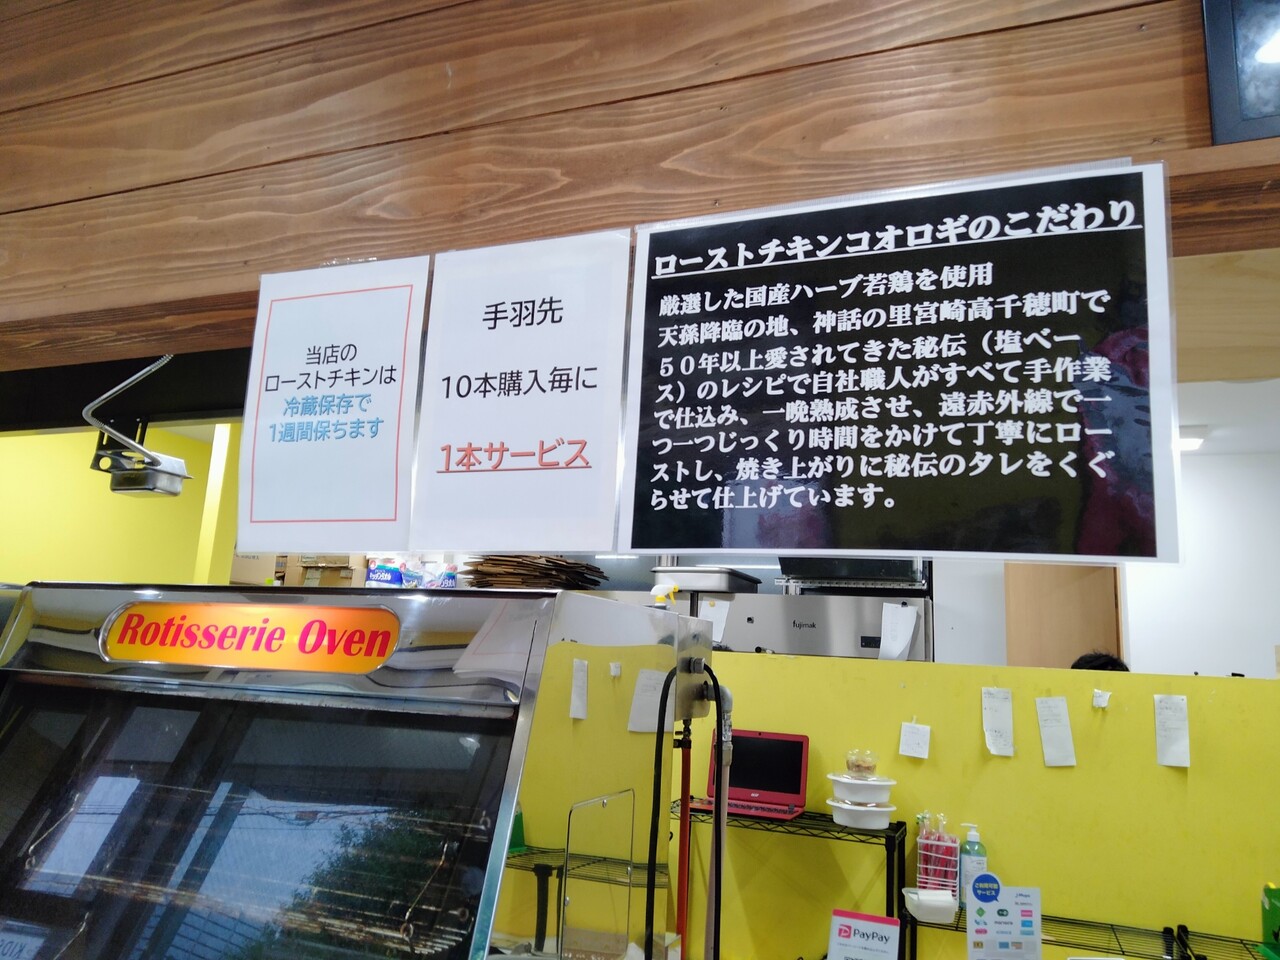 当店の
ローストチキンは
冷蔵保存で
1週間保ちます
手羽先
10本購入毎に
1本サービス
ローストチキンコオロギのこだわり
厳選した国産ハーブ若鶏を使用
天孫降臨の地、神話の里宮崎高千穂町で
５０年以上愛されてきた秘伝（塩ベー
ス）のレシピで自社職人がすべて手作業
で仕込み、一晩熟成させ、遠赤外線で一
つ一つじっくり時間をかけて丁寧にロー
ストし、焼き上がりに秘伝のタレをくぐ
らせて仕上げています。
Rotisserie Oven
fujimak
PayPay